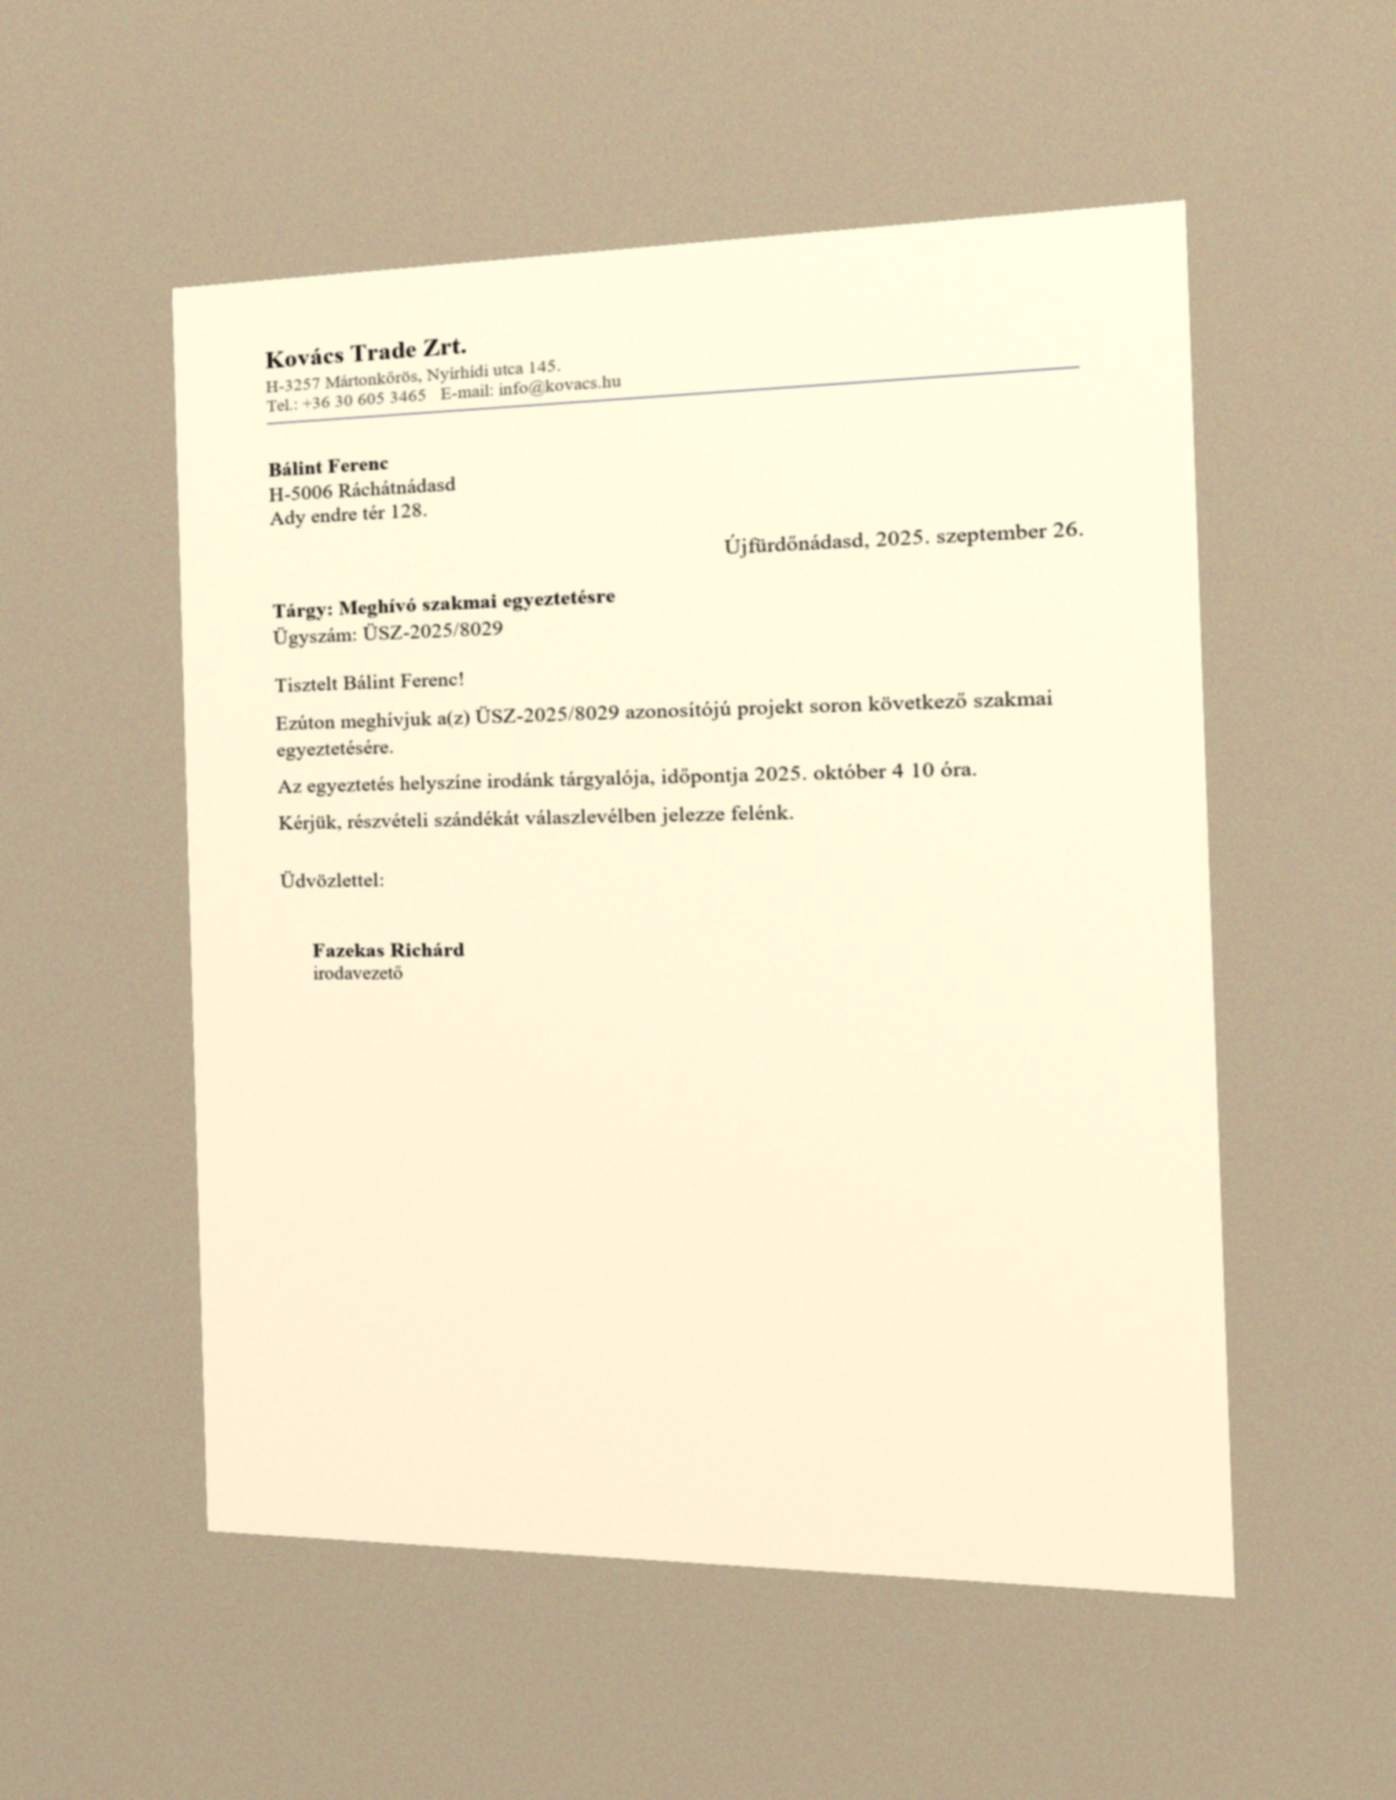 Kovács Trade Zrt.
H-3257 Mártonkőrös, Nyírhídi utca 145.
Tel.: +36 30 605 3465 E-mail: info@kovacs.hu
Bálint Ferenc
H-5006 Ráchátnádasd
Ady endre tér 128.
Újfürdőnádasd, 2025. szeptember 26.
Tárgy: Meghívó szakmai egyeztetésre
Ügyszám: ÜSZ-2025/8029
Tisztelt Bálint Ferenc!
Ezúton meghívjuk a(z) ÜSZ-2025/8029 azonosítójú projekt soron következő szakmai
egyeztetésére.
Az egyeztetés helyszíne irodánk tárgyalója, időpontja 2025. október 4 10 óra.
Kérjük, részvételi szándékát válaszlevélben jelezze felénk.
Üdvözlettel:
Fazekas Richárd
irodavezető